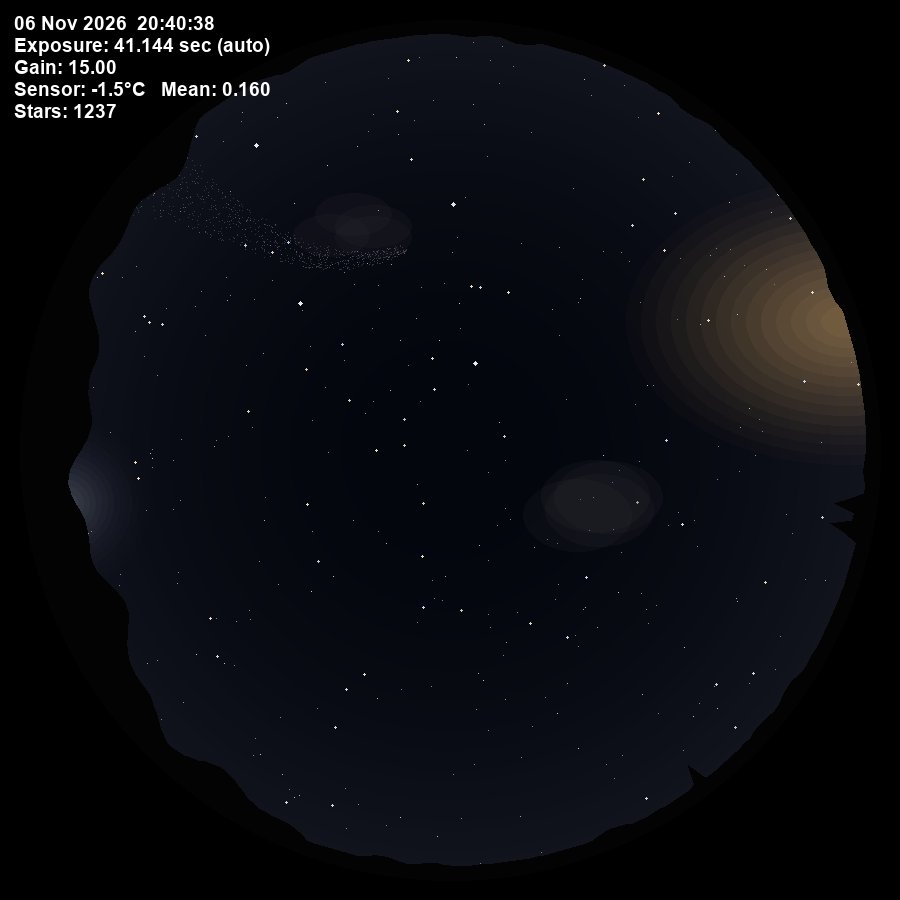 06 Nov 2026  20:40:38
Exposure: 41.144 sec (auto)
Gain: 15.00
Sensor: -1.5°C   Mean: 0.160
Stars: 1237